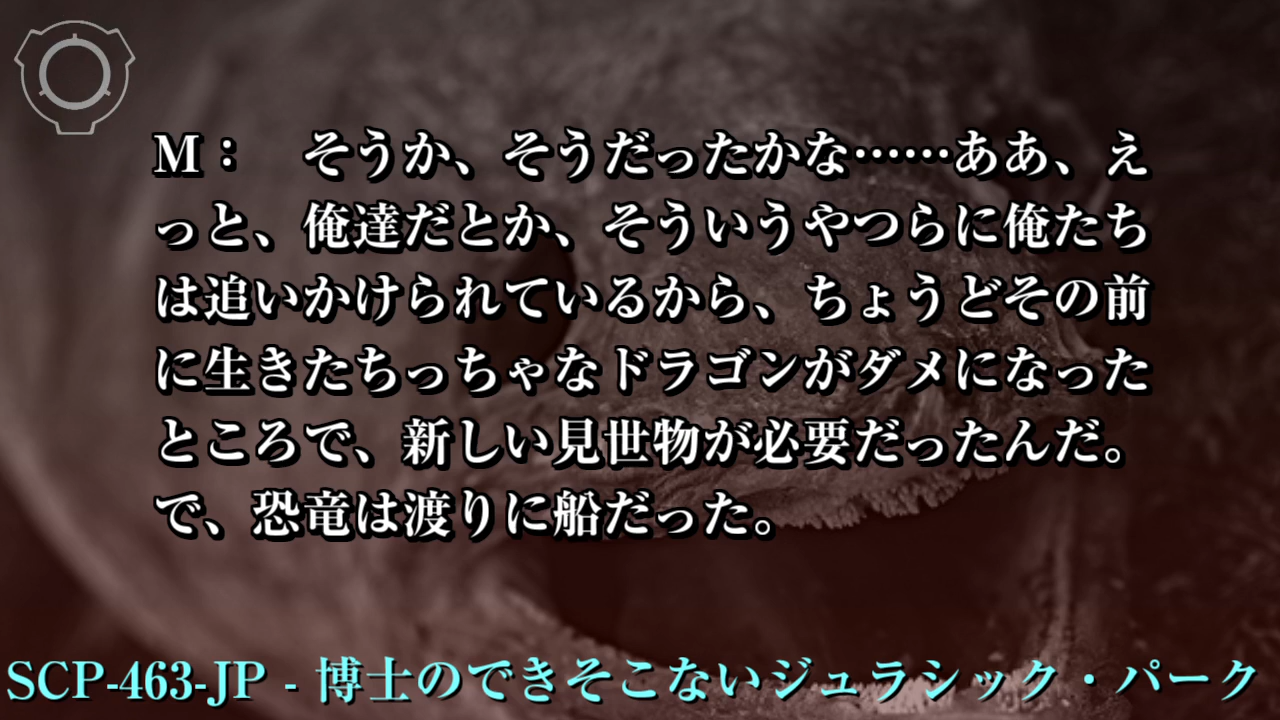 M：　そうか、そうだったかな……ああ、え
っと、俺達だとか、そういうやつらに俺たち
は追いかけられているから、ちょうどその前
に生きたちっちゃなドラゴンがダメになった
ところで、新しい見世物が必要だったんだ。
で、恐竜は渡りに船だった。
SCP-463-JP - 博士のできそこないジュラシック・パーク